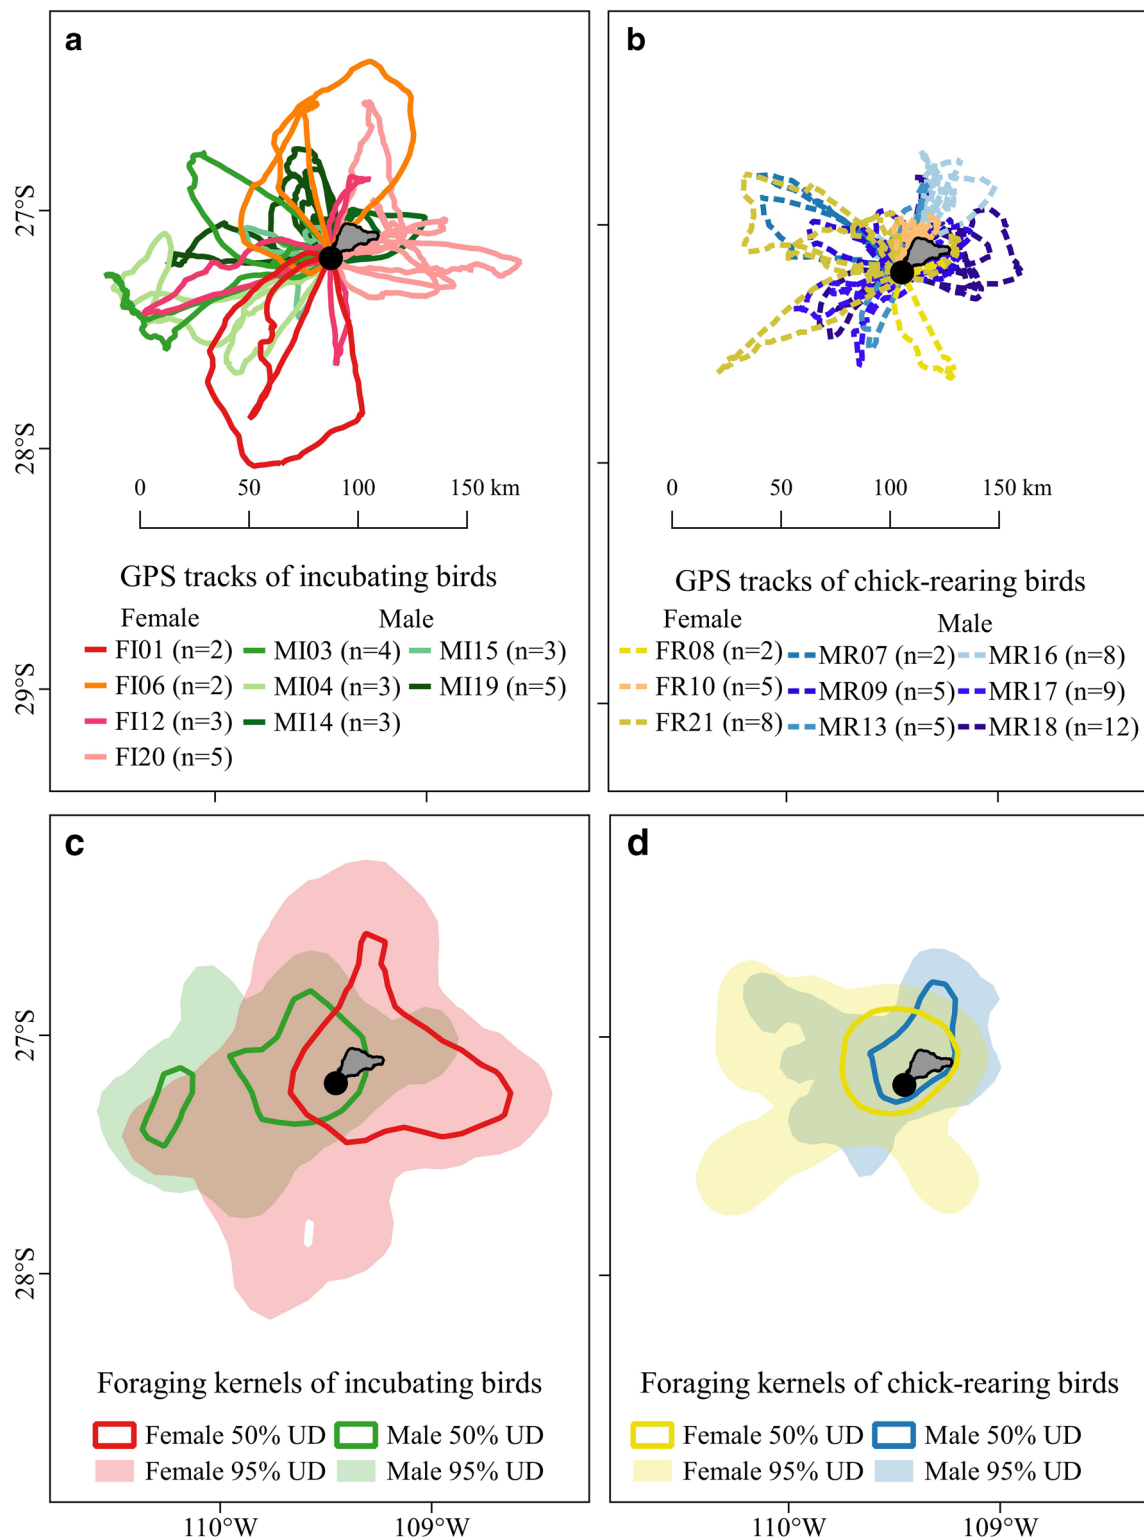 a
b
27°S
28°S
29°S
0 50 100 150 km
0 50 100 150 km
GPS tracks of incubating birds
Female Male
FI01 (n=2) MI03 (n=4) MI15 (n=3)
FI06 (n=2) MI04 (n=3) MI19 (n=5)
FI12 (n=3) MI14 (n=3)
FI20 (n=5)
GPS tracks of chick-rearing birds
Female Male
FR08 (n=2) MR07 (n=2) MR16 (n=8)
FR10 (n=5) MR09 (n=5) MR17 (n=9)
FR21 (n=8) MR13 (n=5) MR18 (n=12)
c
d
27°S
28°S
Foraging kernels of incubating birds
Female 50% UD Male 50% UD
Female 95% UD Male 95% UD
Foraging kernels of chick-rearing birds
Female 50% UD Male 50% UD
Female 95% UD Male 95% UD
110°W 109°W
110°W 109°W